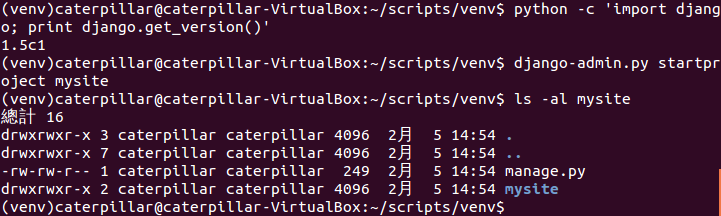 (venv)caterpillar@caterpillar-VirtualBox:~/scripts/venv$ python -c 'import djang
o; print django.get_version()'
1.5c1
(venv)caterpillar@caterpillar-VirtualBox:~/scripts/venv$ django-admin.py startpr
oject mysite
(venv)caterpillar@caterpillar-VirtualBox:~/scripts/venv$ ls -al mysite
總計 16
drwxrwxr-x 3 caterpillar caterpillar 4096  2月  5 14:54 .
drwxrwxr-x 7 caterpillar caterpillar 4096  2月  5 14:54 ..
-rw-rw-r-- 1 caterpillar caterpillar  249  2月  5 14:54 manage.py
drwxrwxr-x 2 caterpillar caterpillar 4096  2月  5 14:54 mysite
(venv)caterpillar@caterpillar-VirtualBox:~/scripts/venv$